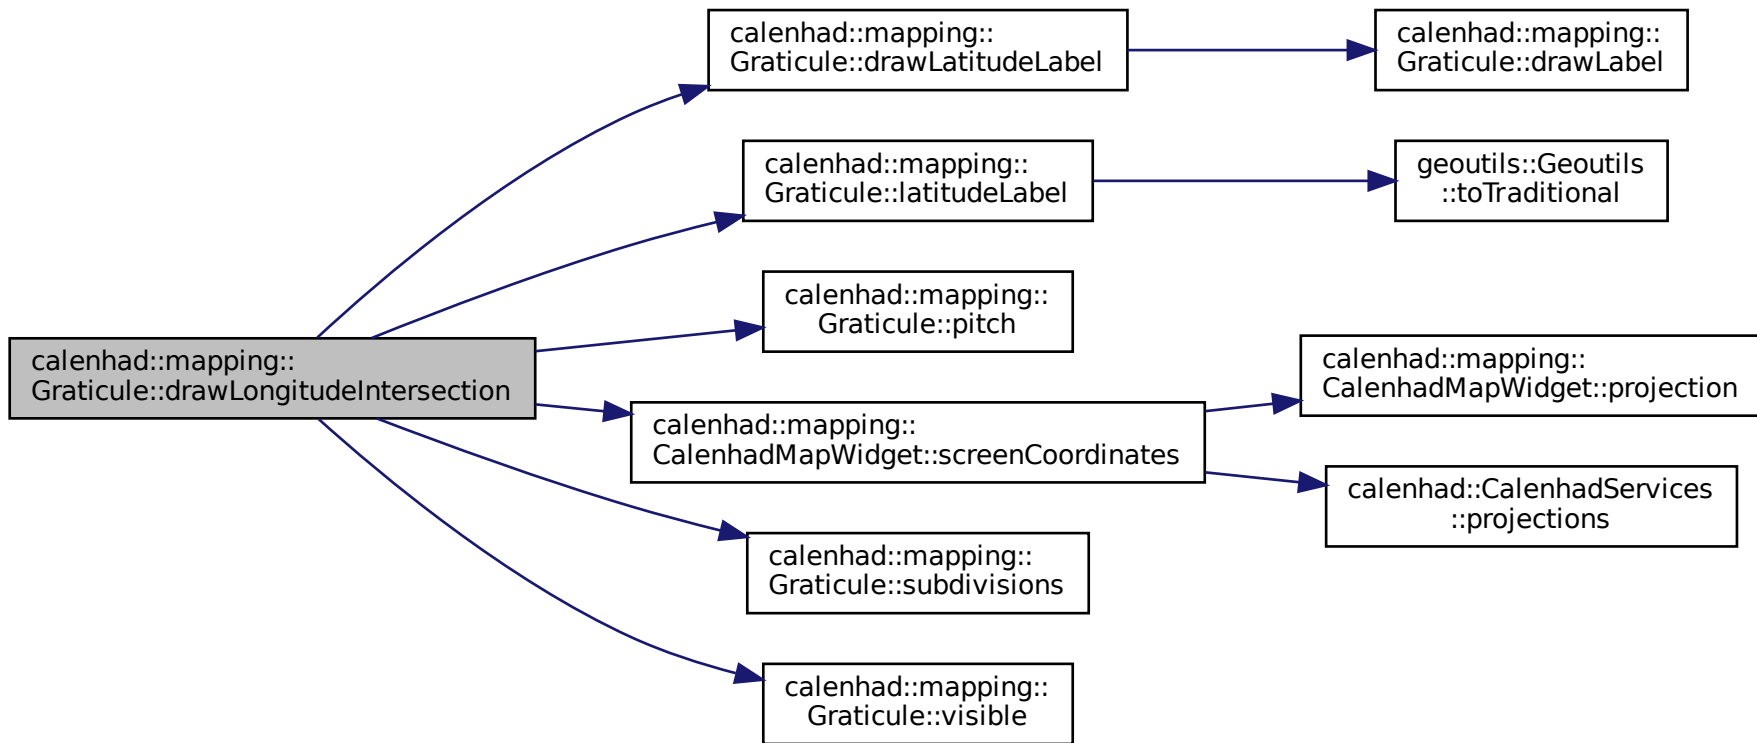 calenhad::mapping::
Graticule::drawLongitudeIntersection
calenhad::mapping::
Graticule::drawLatitudeLabel
calenhad::mapping::
Graticule::drawLabel
calenhad::mapping::
Graticule::latitudeLabel
geoutils::Geoutils
::toTraditional
calenhad::mapping::
Graticule::pitch
calenhad::mapping::
CalenhadMapWidget::screenCoordinates
calenhad::mapping::
CalenhadMapWidget::projection
calenhad::CalenhadServices
::projections
calenhad::mapping::
Graticule::subdivisions
calenhad::mapping::
Graticule::visible